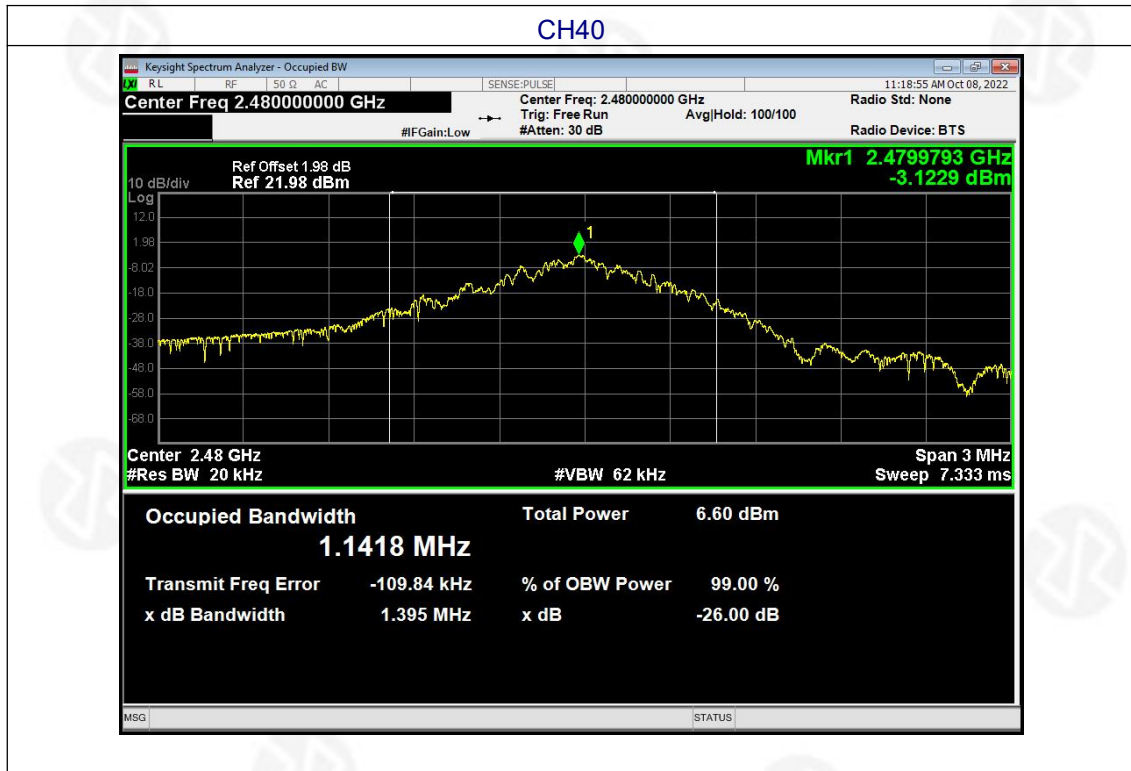 CH40
Keysight Spectrum Analyzer - Occupied BW
LXI RL RF 50 Ω AC SENSE:PULSE 11:18:55 AM Oct 08, 2022
Center Freq 2.480000000 GHz Center Freq: 2.480000000 GHz Radio Std: None
Trig: Free Run Avg|Hold: 100/100
#IFGain:Low #Atten: 30 dB Radio Device: BTS
Ref Offset 1.98 dB Mkr1 2.4799793 GHz
10 dB/div Ref 21.98 dBm -3.1229 dBm
Log
12.0
1.98
-8.02
-18.0
-28.0
-38.0
-48.0
-58.0
-68.0
1
Center 2.48 GHz Span 3 MHz
#Res BW 20 kHz #VBW 62 kHz Sweep 7.333 ms
Occupied Bandwidth Total Power 6.60 dBm
1.1418 MHz
Transmit Freq Error -109.84 kHz % of OBW Power 99.00 %
x dB Bandwidth 1.395 MHz x dB -26.00 dB
MSG STATUS